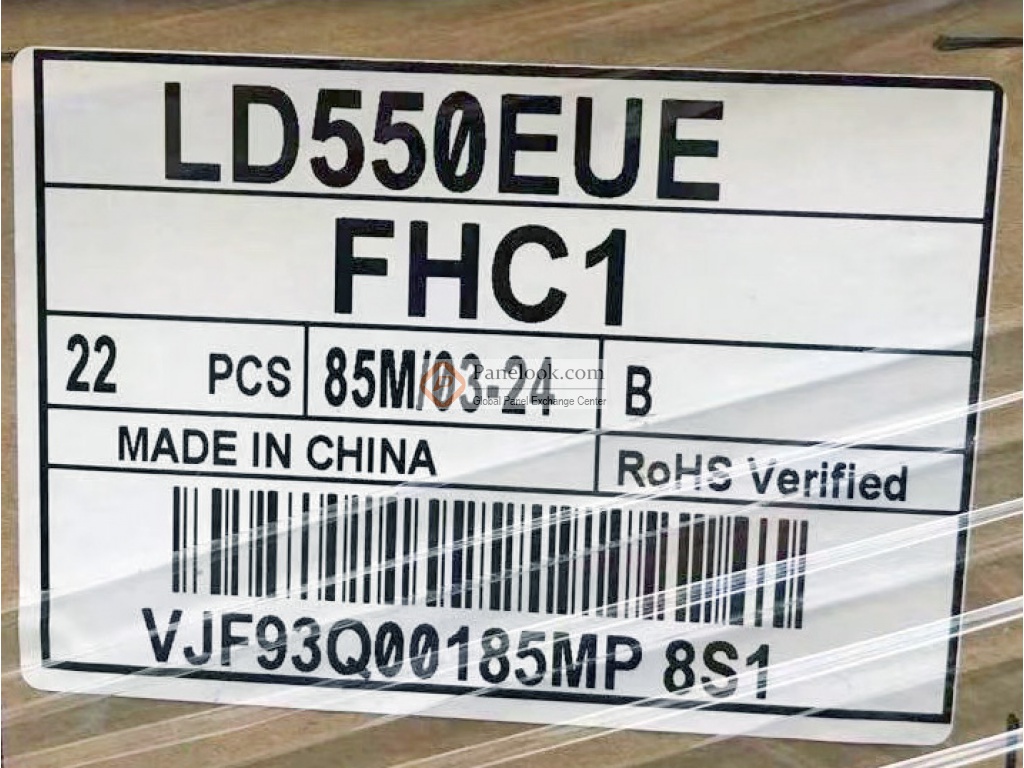 LD550EUE
FHC1
22 PCS 85M/03-24 B
Panelook.com
Global Panel Exchange Center
MADE IN CHINA
RoHS Verified
VJF93Q00185MP 8S1